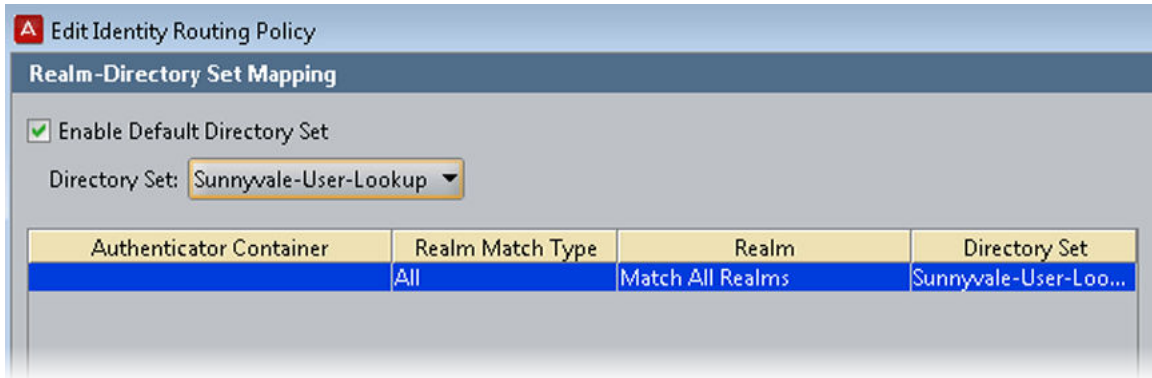 Edit Identity Routing Policy
Realm-Directory Set Mapping
Enable Default Directory Set
Directory Set: Sunnyvale-User-Lookup
Authenticator Container Realm Match Type Realm Directory Set
All Match All Realms Sunnyvale-User-Loo...